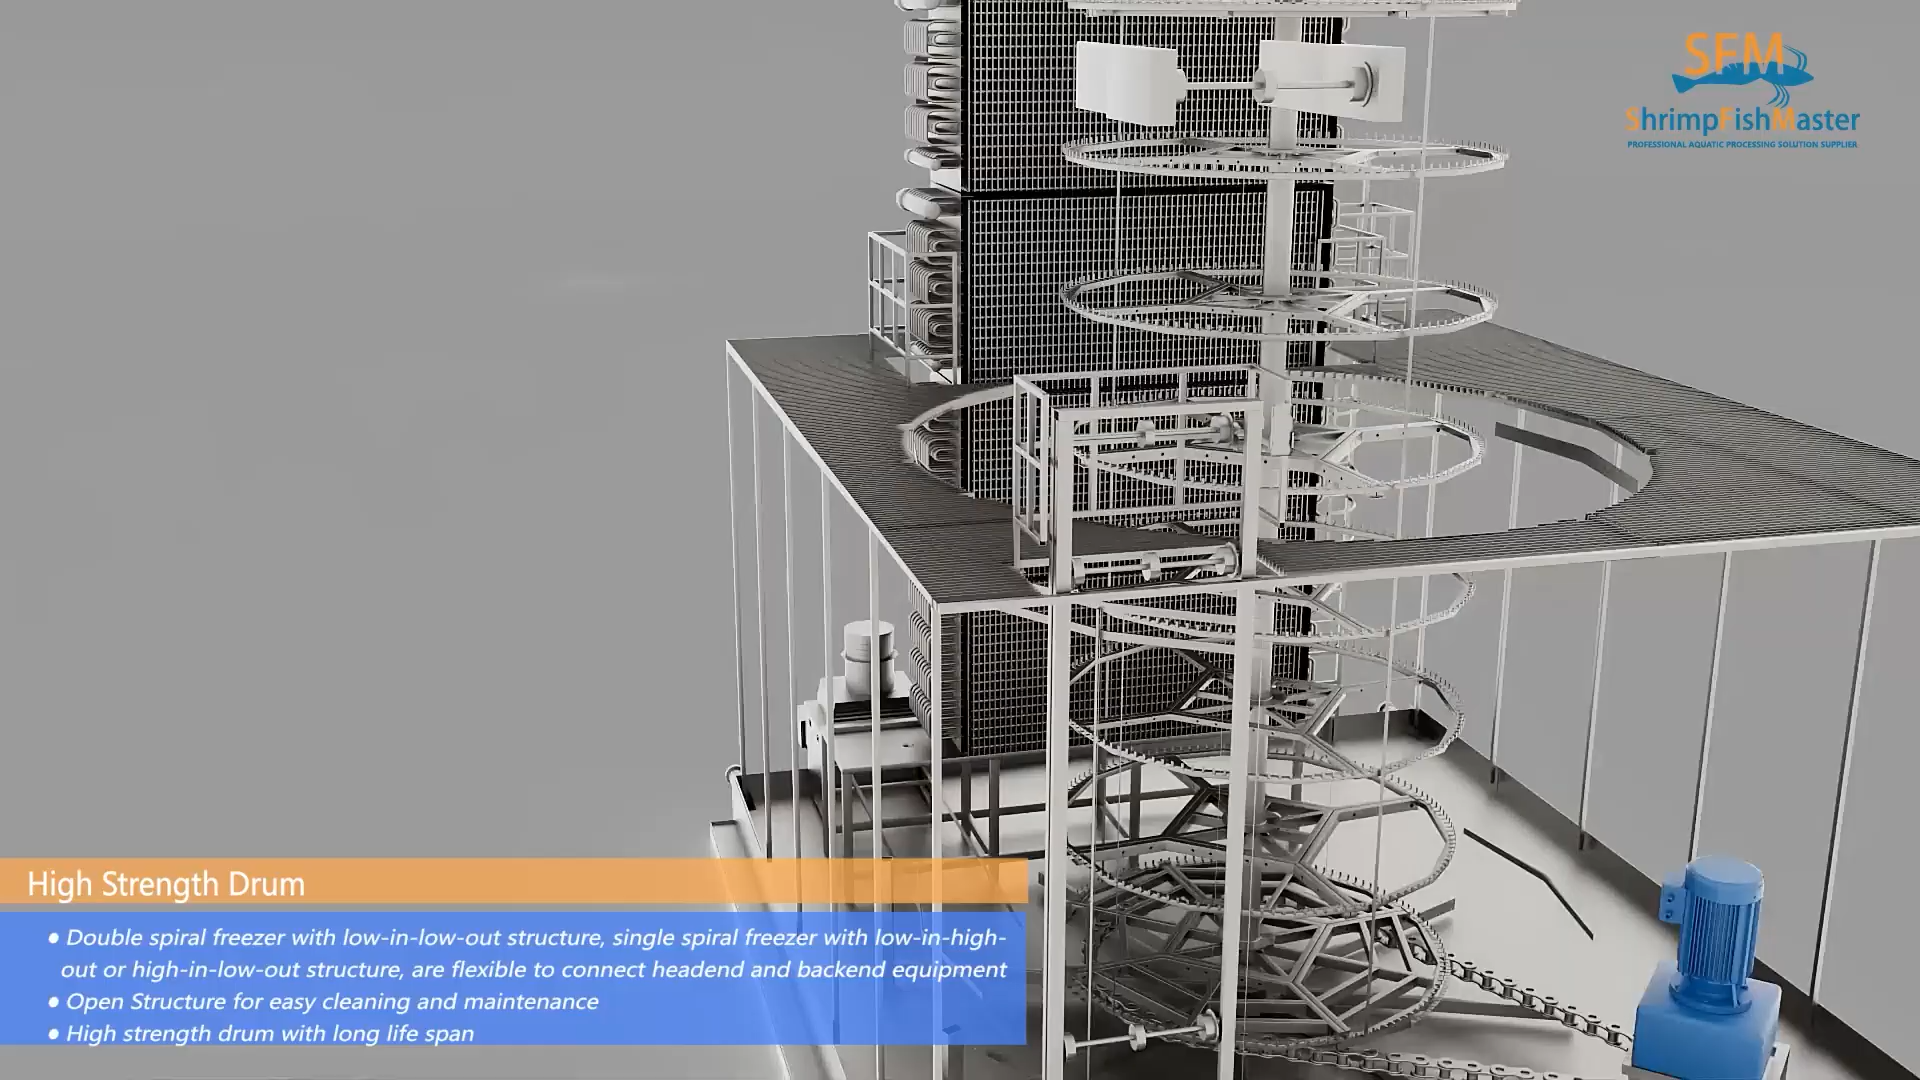 SFM
ShrimpFishMaster
PROFESSIONAL AQUATIC PROCESSING SOLUTION SUPPLIER
High Strength Drum
● Double spiral freezer with low-in-low-out structure, single spiral freezer with low-in-high-
out or high-in-low-out structure, are flexible to connect headend and backend equipment
● Open Structure for easy cleaning and maintenance
● High strength drum with long life span